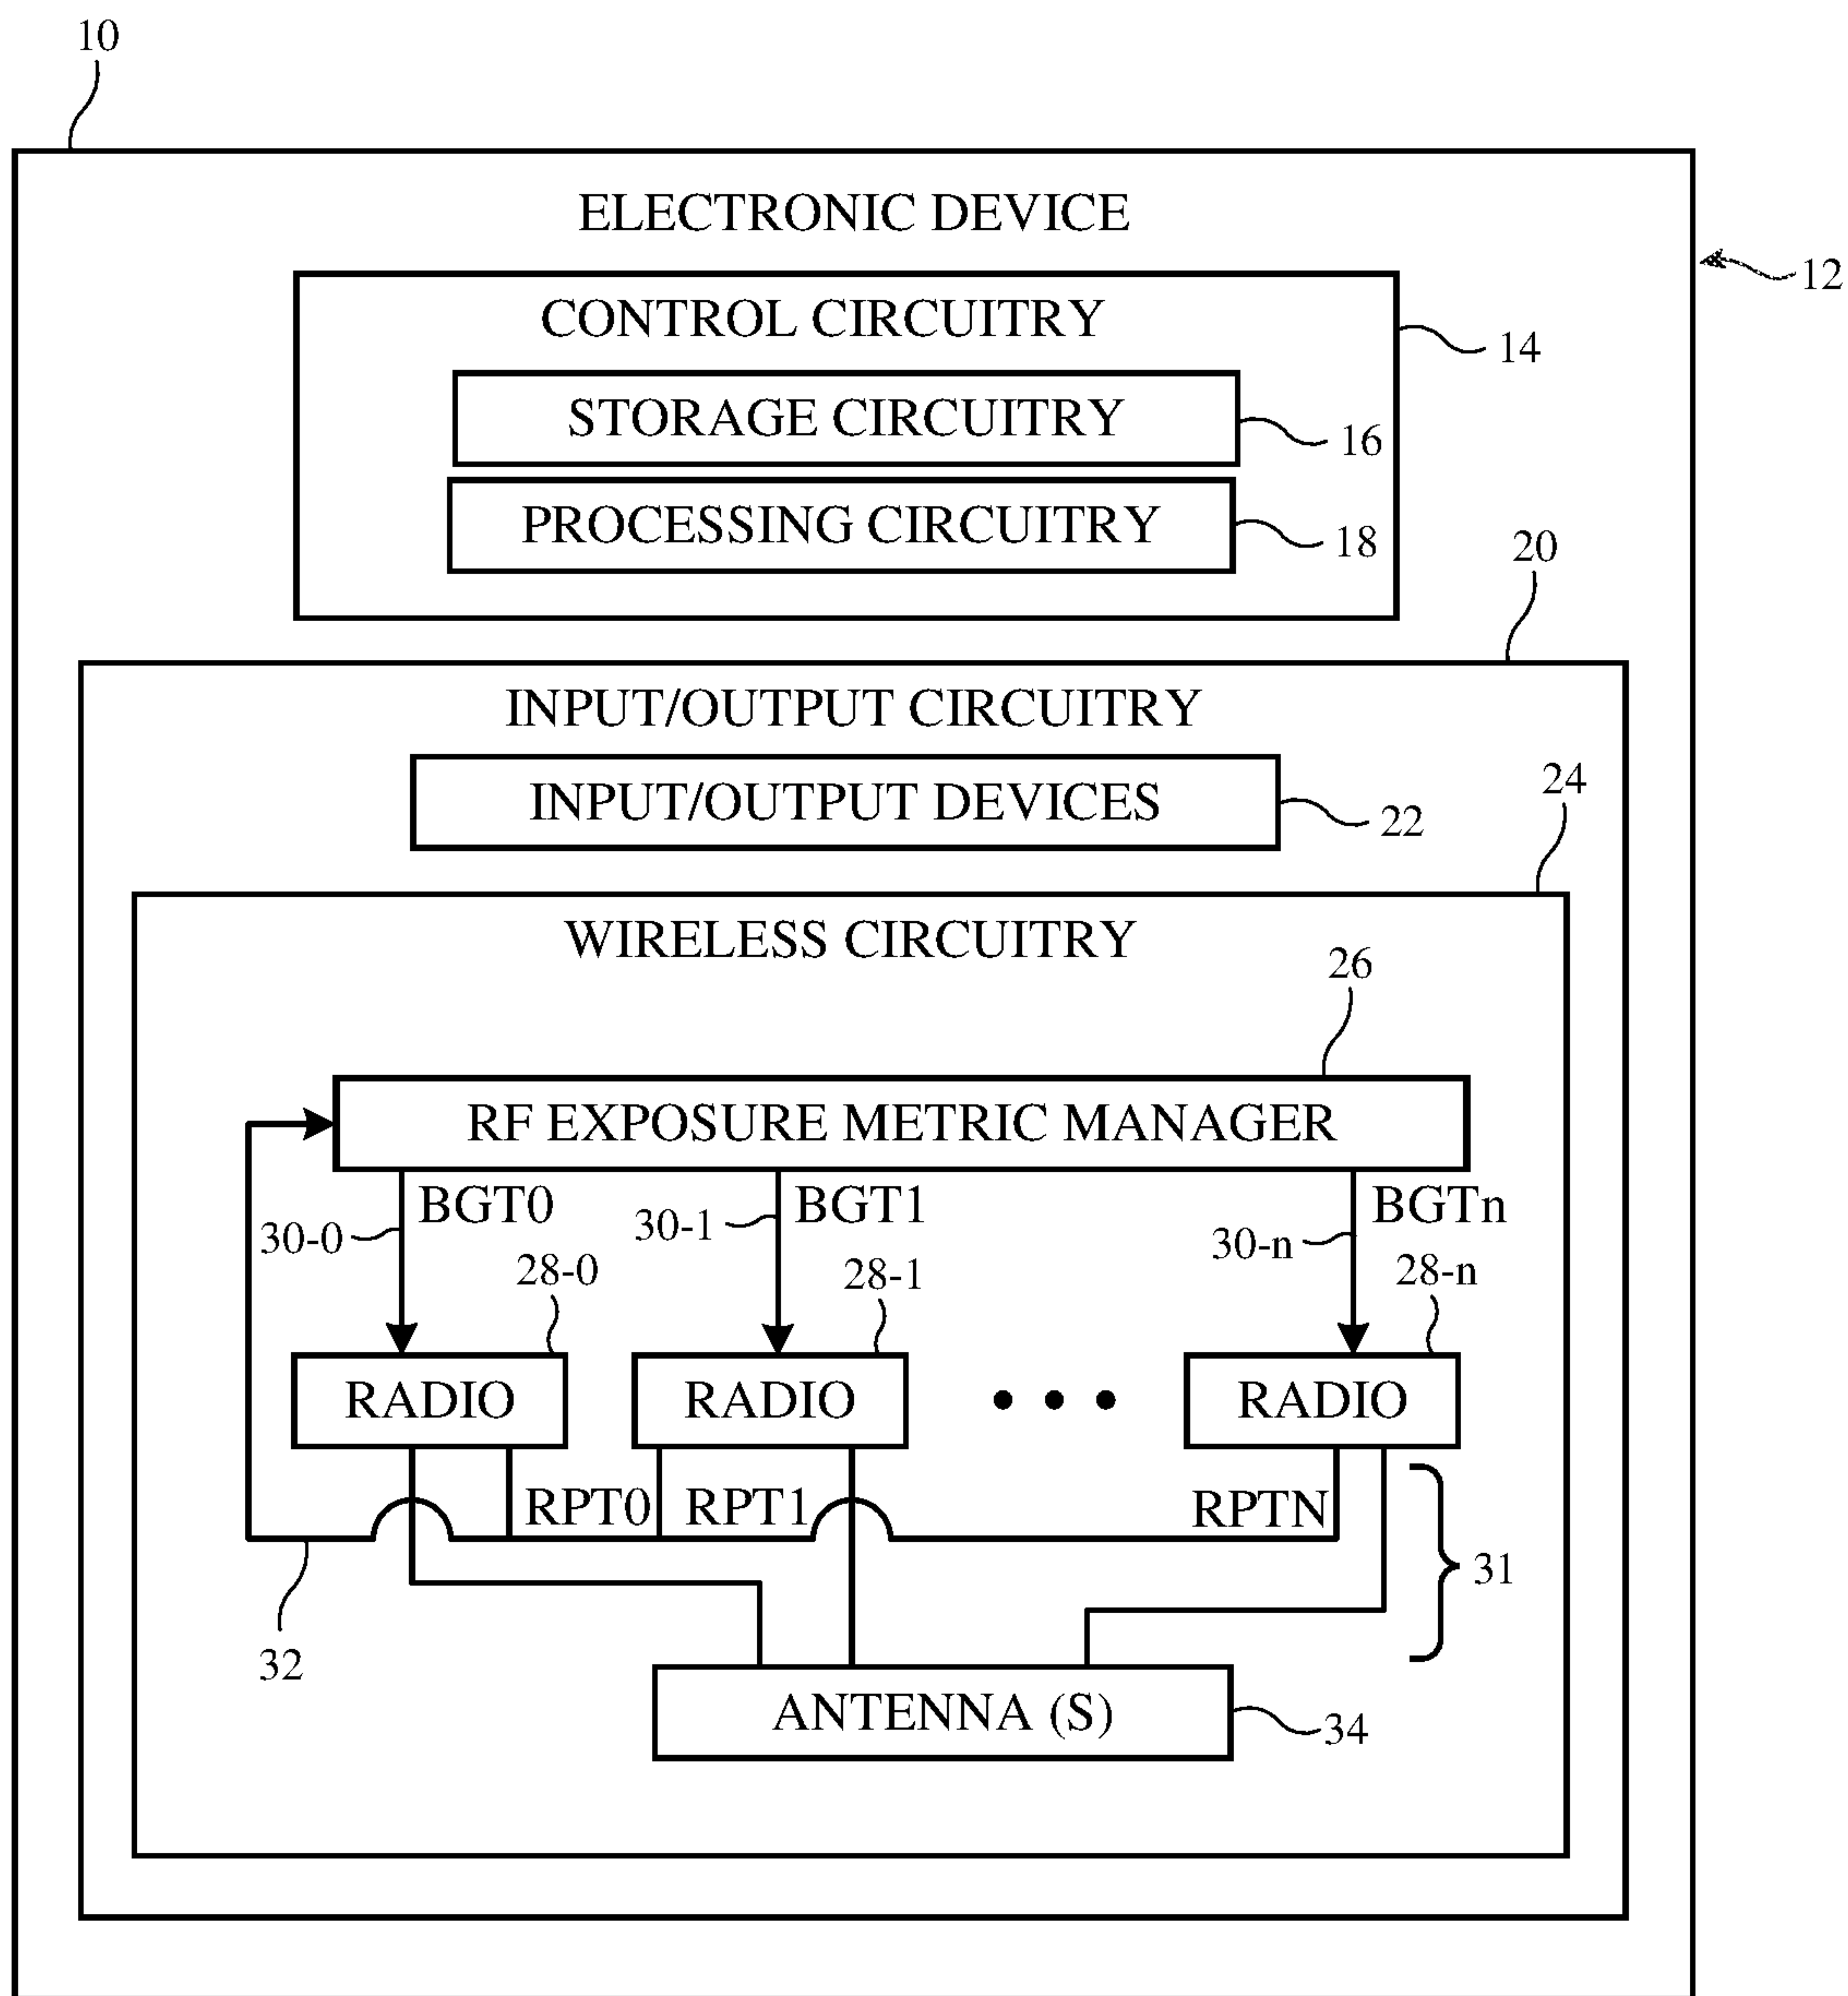 10
ELECTRONIC DEVICE
12
CONTROL CIRCUITRY
14
STORAGE CIRCUITRY
16
PROCESSING CIRCUITRY
18
20
INPUT/OUTPUT CIRCUITRY
INPUT/OUTPUT DEVICES
22
24
WIRELESS CIRCUITRY
26
RF EXPOSURE METRIC MANAGER
BGT0
BGT1
BGTn
30-0
30-1
30-n
28-0
28-1
28-n
RADIO
RADIO
RADIO
RPT0
RPT1
RPTN
31
32
ANTENNA (S)
34